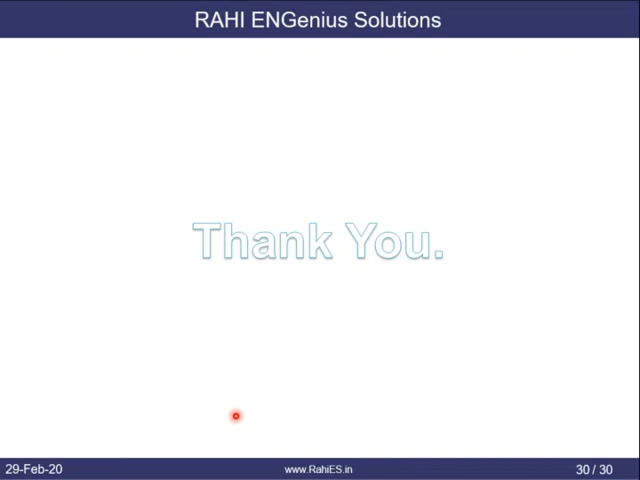 RAHI ENGenius Solutions
Thank You.
29-Feb-20
www.RahiES.in
30 / 30